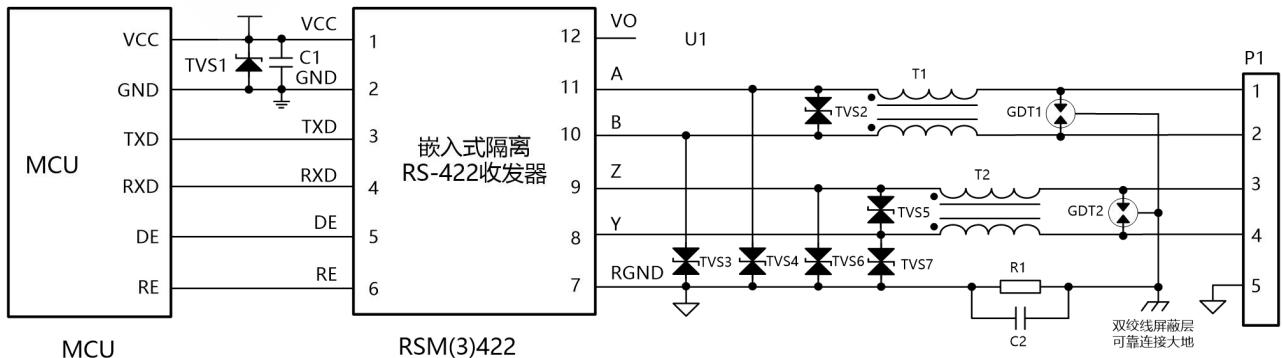 MCU
VCC
GND
TXD
RXD
DE
RE
MCU
TVS1
C1
VCC
GND
TXD
RXD
DE
RE
1
2
3
4
5
6
嵌入式隔离
RS-422收发器
12
11
10
9
8
7
RSM(3)422
VO
A
B
Z
Y
RGND
U1
TVS2
TVS3
TVS4
TVS5
TVS6
TVS7
T1
T2
GDT1
GDT2
R1
C2
双绞线屏蔽层
可靠连接大地
P1
1
2
3
4
5